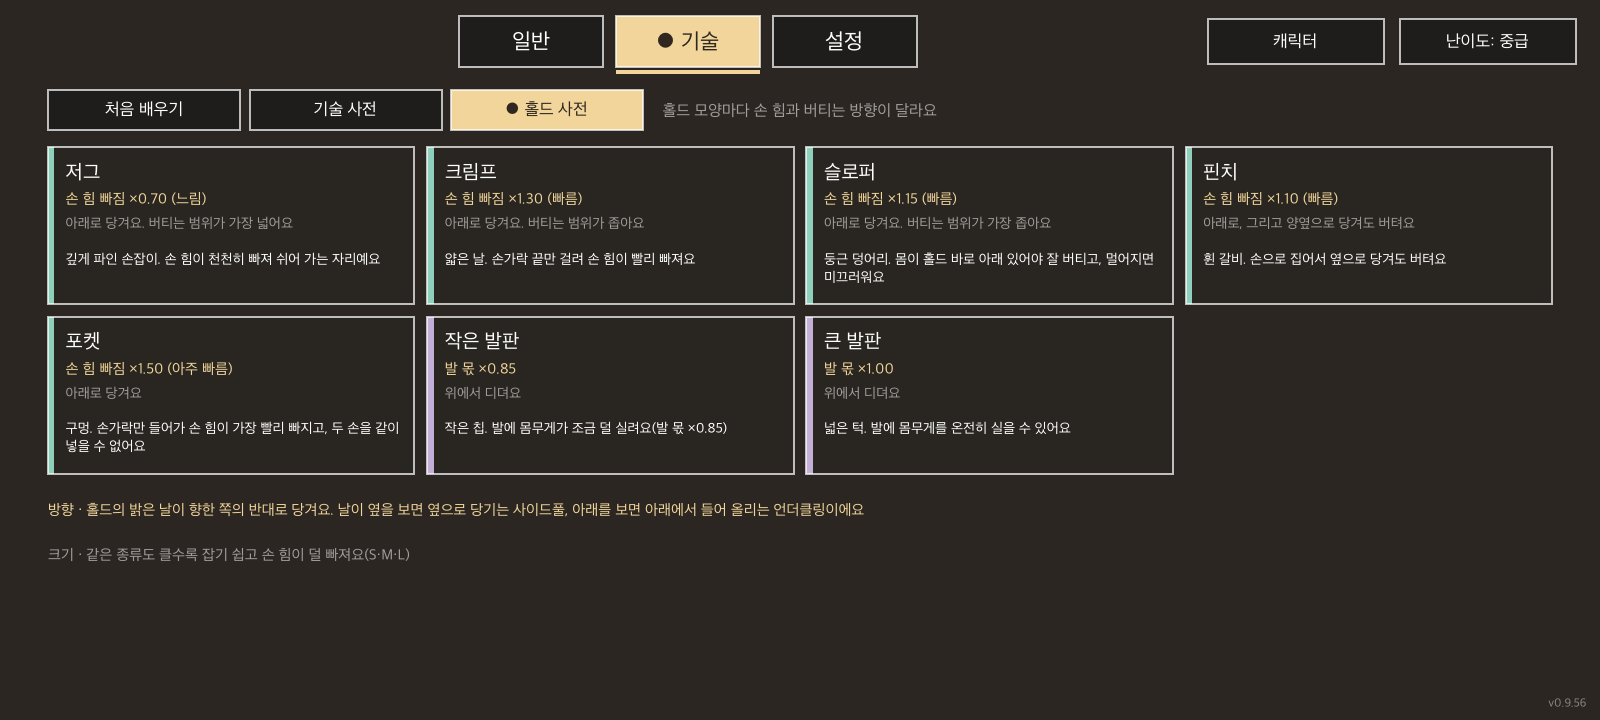 일반
● 기술
설정
캐릭터
난이도: 중급
처음 배우기
기술 사전
● 홀드 사전
홀드 모양마다 손 힘과 버티는 방향이 달라요
저그
손 힘 빠짐 ×0.70 (느림)
아래로 당겨요. 버티는 범위가 가장 넓어요
깊게 파인 손잡이. 손 힘이 천천히 빠져 쉬어 가는 자리예요
크림프
손 힘 빠짐 ×1.30 (빠름)
아래로 당겨요. 버티는 범위가 좁아요
얇은 날. 손가락 끝만 걸려 손 힘이 빨리 빠져요
슬로퍼
손 힘 빠짐 ×1.15 (빠름)
아래로 당겨요. 버티는 범위가 가장 좁아요
둥근 덩어리. 몸이 홀드 바로 아래 있어야 잘 버티고, 멀어지면
미끄러워요
핀치
손 힘 빠짐 ×1.10 (빠름)
아래로, 그리고 양옆으로 당겨도 버텨요
휜 갈비. 손으로 집어서 옆으로 당겨도 버텨요
포켓
손 힘 빠짐 ×1.50 (아주 빠름)
아래로 당겨요
구멍. 손가락만 들어가 손 힘이 가장 빨리 빠지고, 두 손을 같이
넣을 수 없어요
작은 발판
발 몫 ×0.85
위에서 디뎌요
작은 칩. 발에 몸무게가 조금 덜 실려요(발 몫 ×0.85)
큰 발판
발 몫 ×1.00
위에서 디뎌요
넓은 턱. 발에 몸무게를 온전히 실을 수 있어요
방향 · 홀드의 밝은 날이 향한 쪽의 반대로 당겨요. 날이 옆을 보면 옆으로 당기는 사이드풀, 아래를 보면 아래에서 들어 올리는 언더클링이에요
크기 · 같은 종류도 클수록 잡기 쉽고 손 힘이 덜 빠져요(S·M·L)
v0.9.56